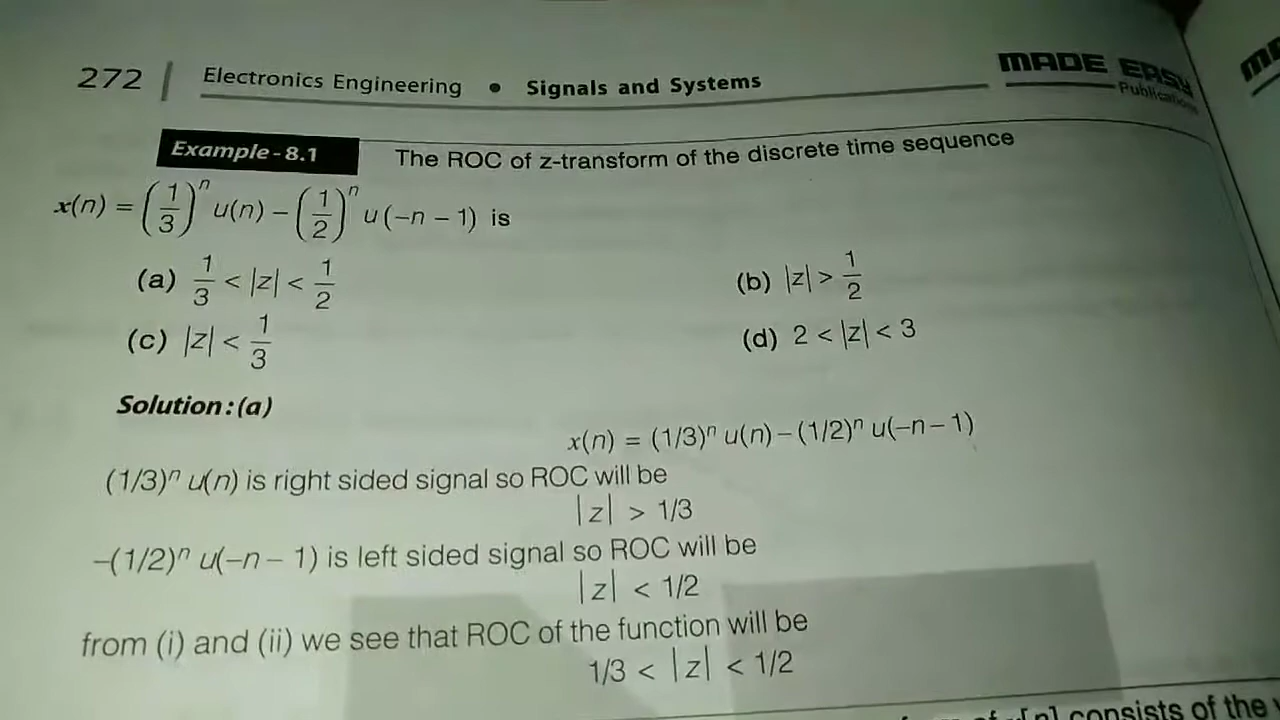 272 | Electronics Engineering • Signals and Systems
MADE EASY
Publications
Example-8.1 The ROC of z-transform of the discrete time sequence
x(n) = (1/3)ⁿ u(n) – (1/2)ⁿ u(–n – 1) is
(a) 1/3 < |z| < 1/2
(b) |z| > 1/2
(c) |z| < 1/3
(d) 2 < |z| < 3
Solution:(a)
x(n) = (1/3)ⁿ u(n) – (1/2)ⁿ u(–n – 1)
(1/3)ⁿ u(n) is right sided signal so ROC will be
|z| > 1/3
–(1/2)ⁿ u(–n – 1) is left sided signal so ROC will be
|z| < 1/2
from (i) and (ii) we see that ROC of the function will be
1/3 < |z| < 1/2
of x[n] consists of the